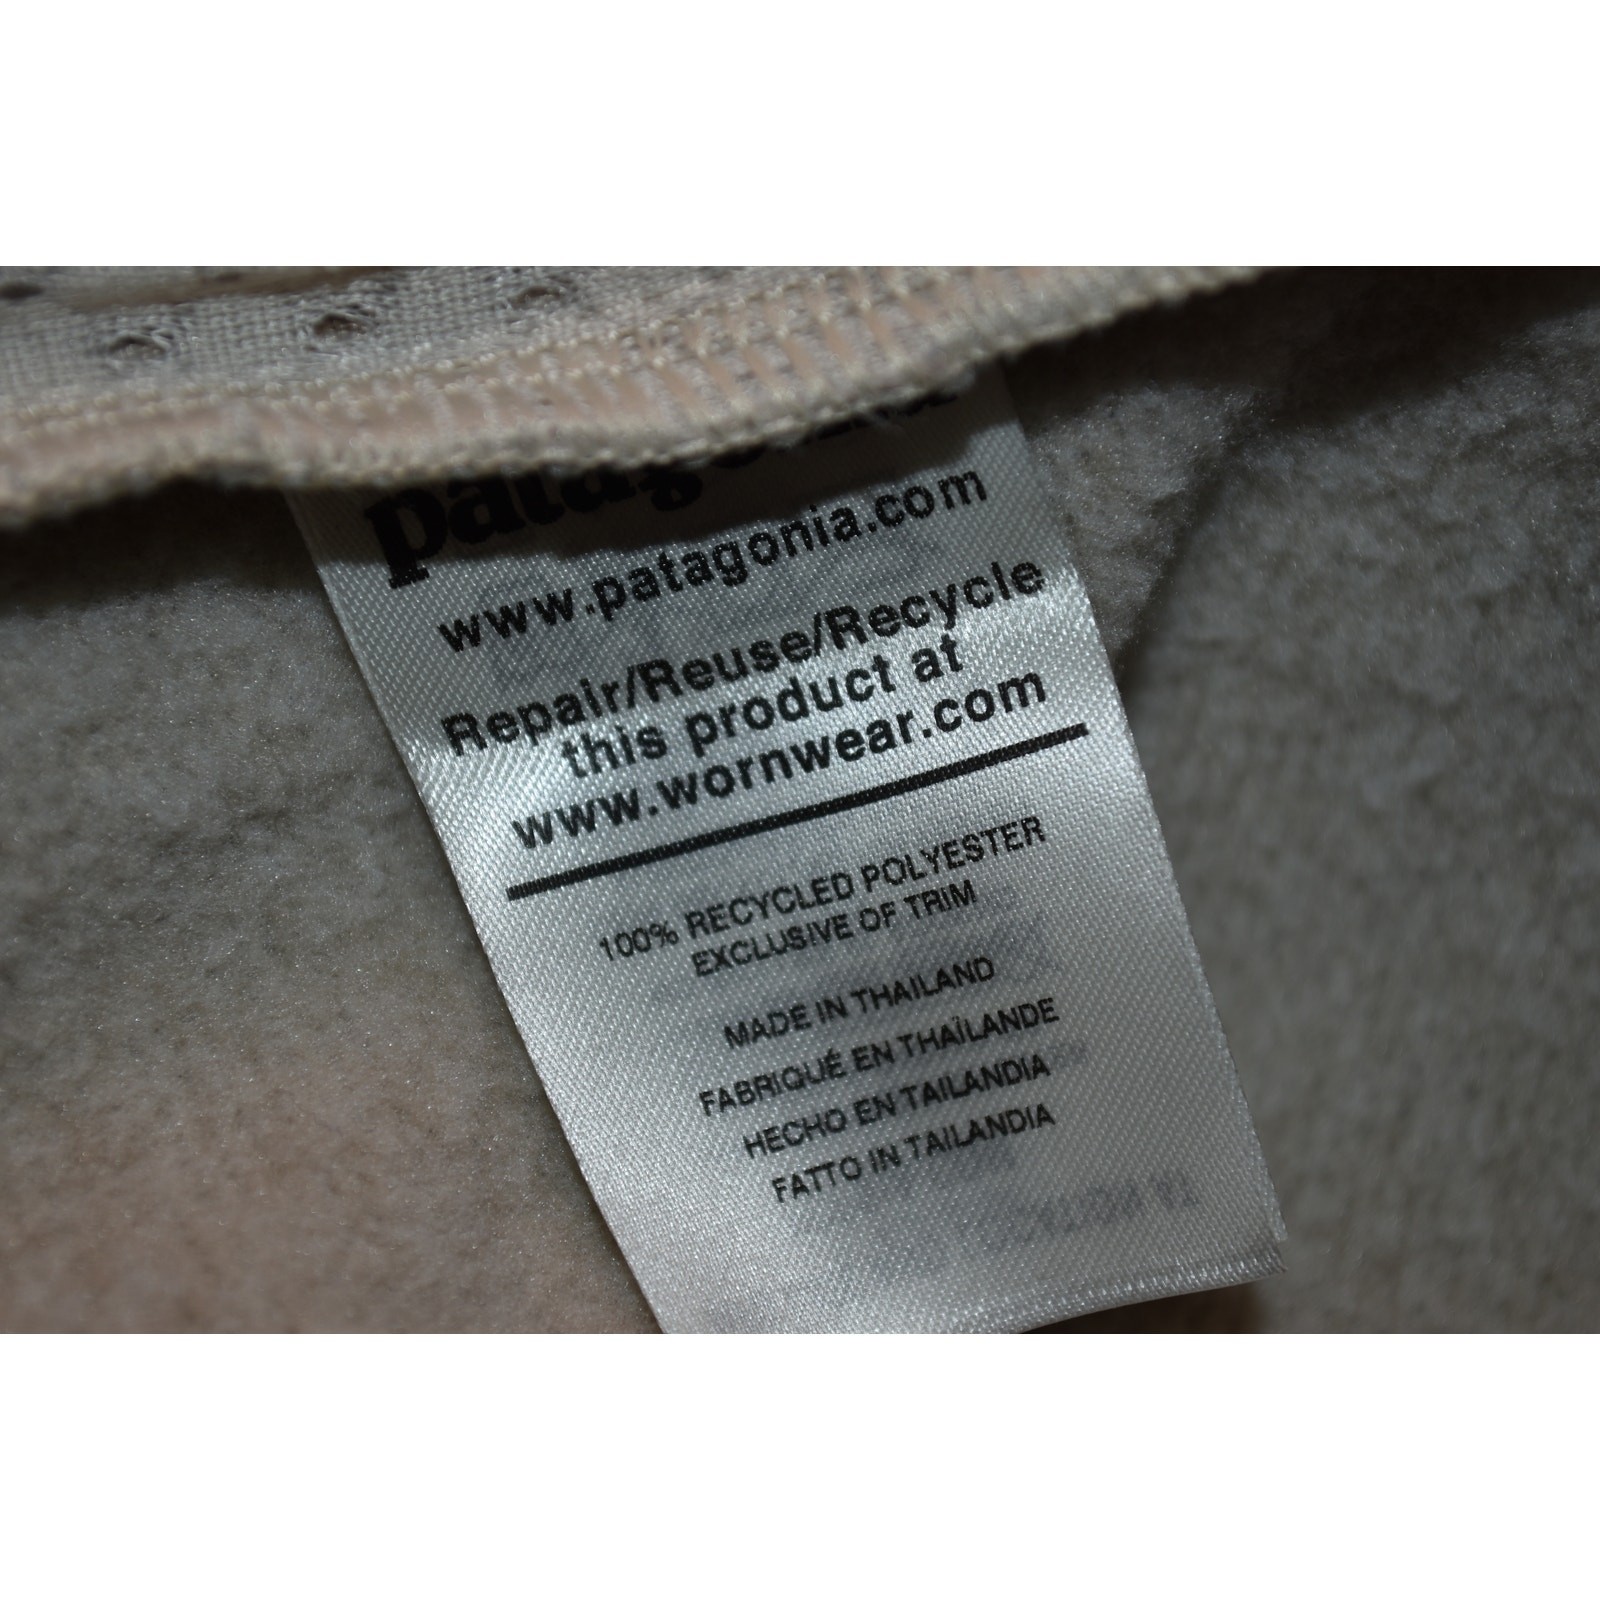 patagonia
www.patagonia.com
Repair/Reuse/Recycle
this product at
www.wornwear.com
100% RECYCLED POLYESTER
EXCLUSIVE OF TRIM
MADE IN THAILAND
FABRIQUÉ EN THAÏLANDE
HECHO EN TAILANDIA
FATTO IN TAILANDIA